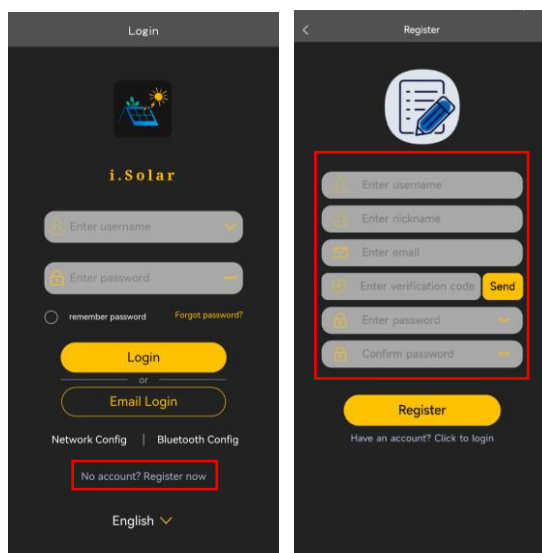 Login
i.Solar
Enter username
Enter password
remember password Forgot password?
Login
or
Email Login
Network Config | Bluetooth Config
No account? Register now
English
Register
Enter username
Enter nickname
Enter email
Enter verification code Send
Enter password
Confirm password
Register
Have an account? Click to login